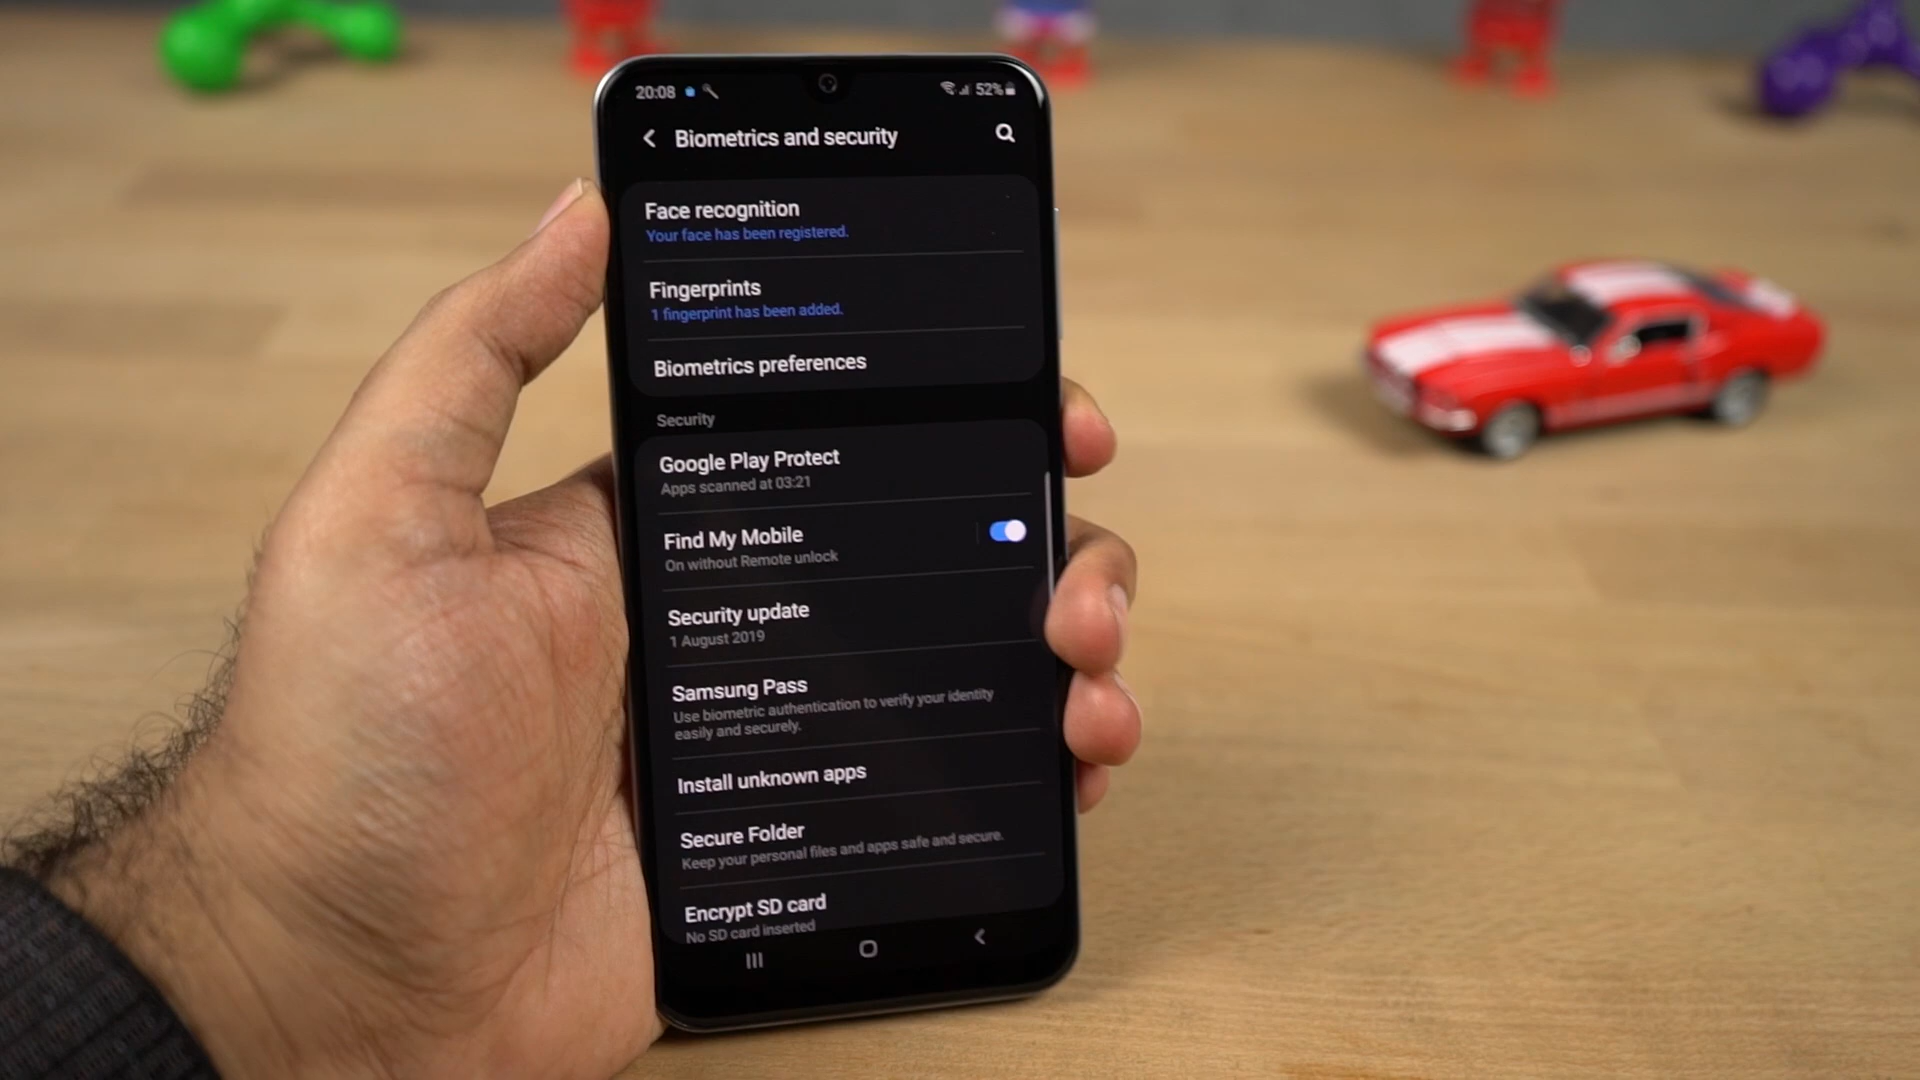 20:08
52%
Biometrics and security
Face recognition
Your face has been registered.
Fingerprints
1 fingerprint has been added.
Biometrics preferences
Security
Google Play Protect
Apps scanned at 03:21
Find My Mobile
On without Remote unlock
Security update
1 August 2019
Samsung Pass
Use biometric authentication to verify your identity
easily and securely.
Install unknown apps
Secure Folder
Keep your personal files and apps safe and secure.
Encrypt SD card
No SD card inserted